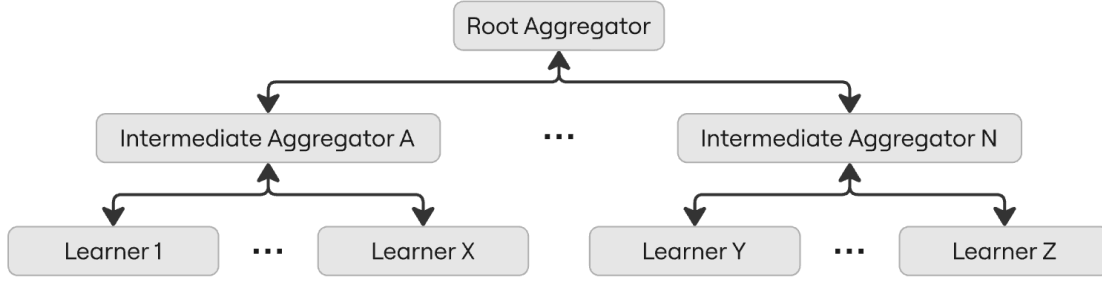 Root Aggregator
Intermediate Aggregator A ... Intermediate Aggregator N
Learner 1 ... Learner X Learner Y ... Learner Z